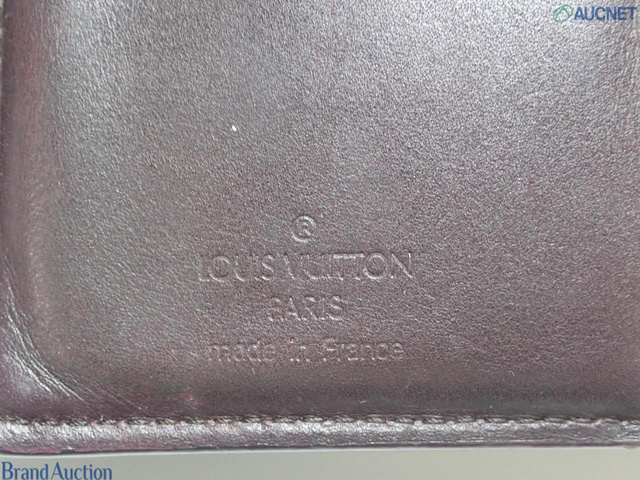 AUCNET
®
LOUIS VUITTON
PARIS
made in France
Brand Auction